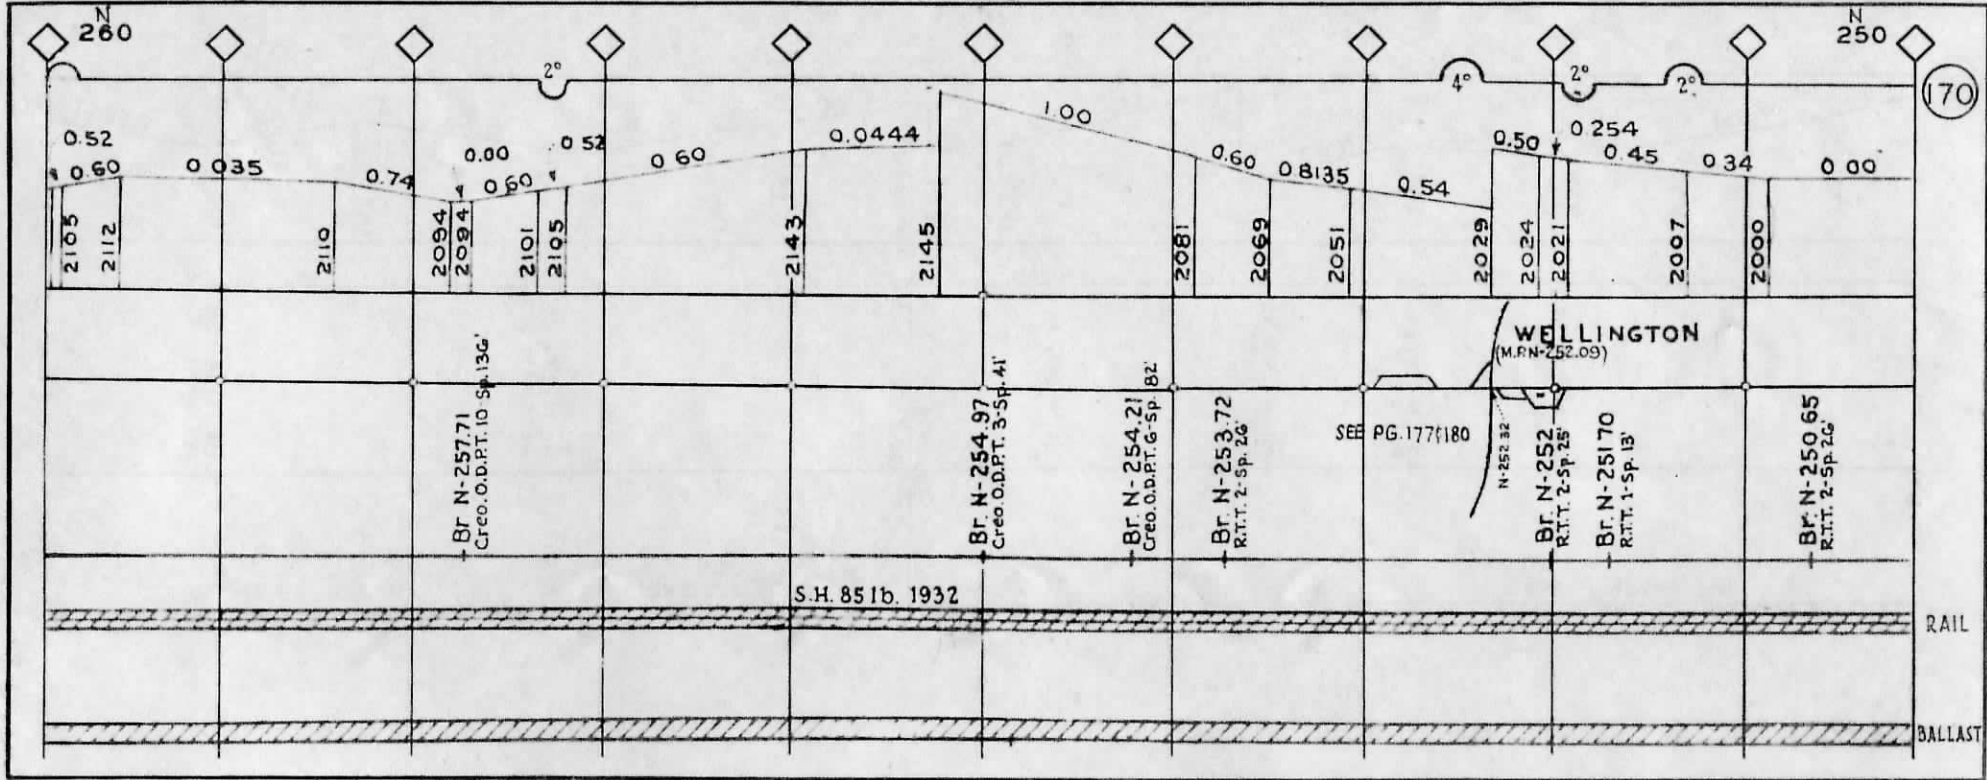 N
260
N
250
170
2°
4°
2°
2°
0.52
0.60
0.035
0.74
0.00
0.60
0.52
0.60
0.0444
1.00
0.60
0.8135
0.54
0.50
0.254
0.45
0.34
0.00
2105
2112
2110
2094
2094
2101
2105
2143
2145
2081
2069
2051
2029
2024
2021
2007
2000
WELLINGTON
(M.P.N-252.09)
SEE PG.177&180
N-252.32
Br. N-257.71
Creo. O.D.P.T. 10-Sp.136'
Br. N-254.97
Creo. O.D.P.T. 3-Sp. 41'
Br. N-254.21
Creo. O.D.P.T. 6-Sp. 82'
Br. N-253.72
R.T.T. 2-Sp. 26'
Br. N-252
R.T.T. 2-Sp. 25'
Br. N-251.70
R.T.T. 1-Sp. 13'
Br. N-250.65
R.T.T. 2-Sp. 26'
S.H. 85 lb. 1932
RAIL
BALLAST